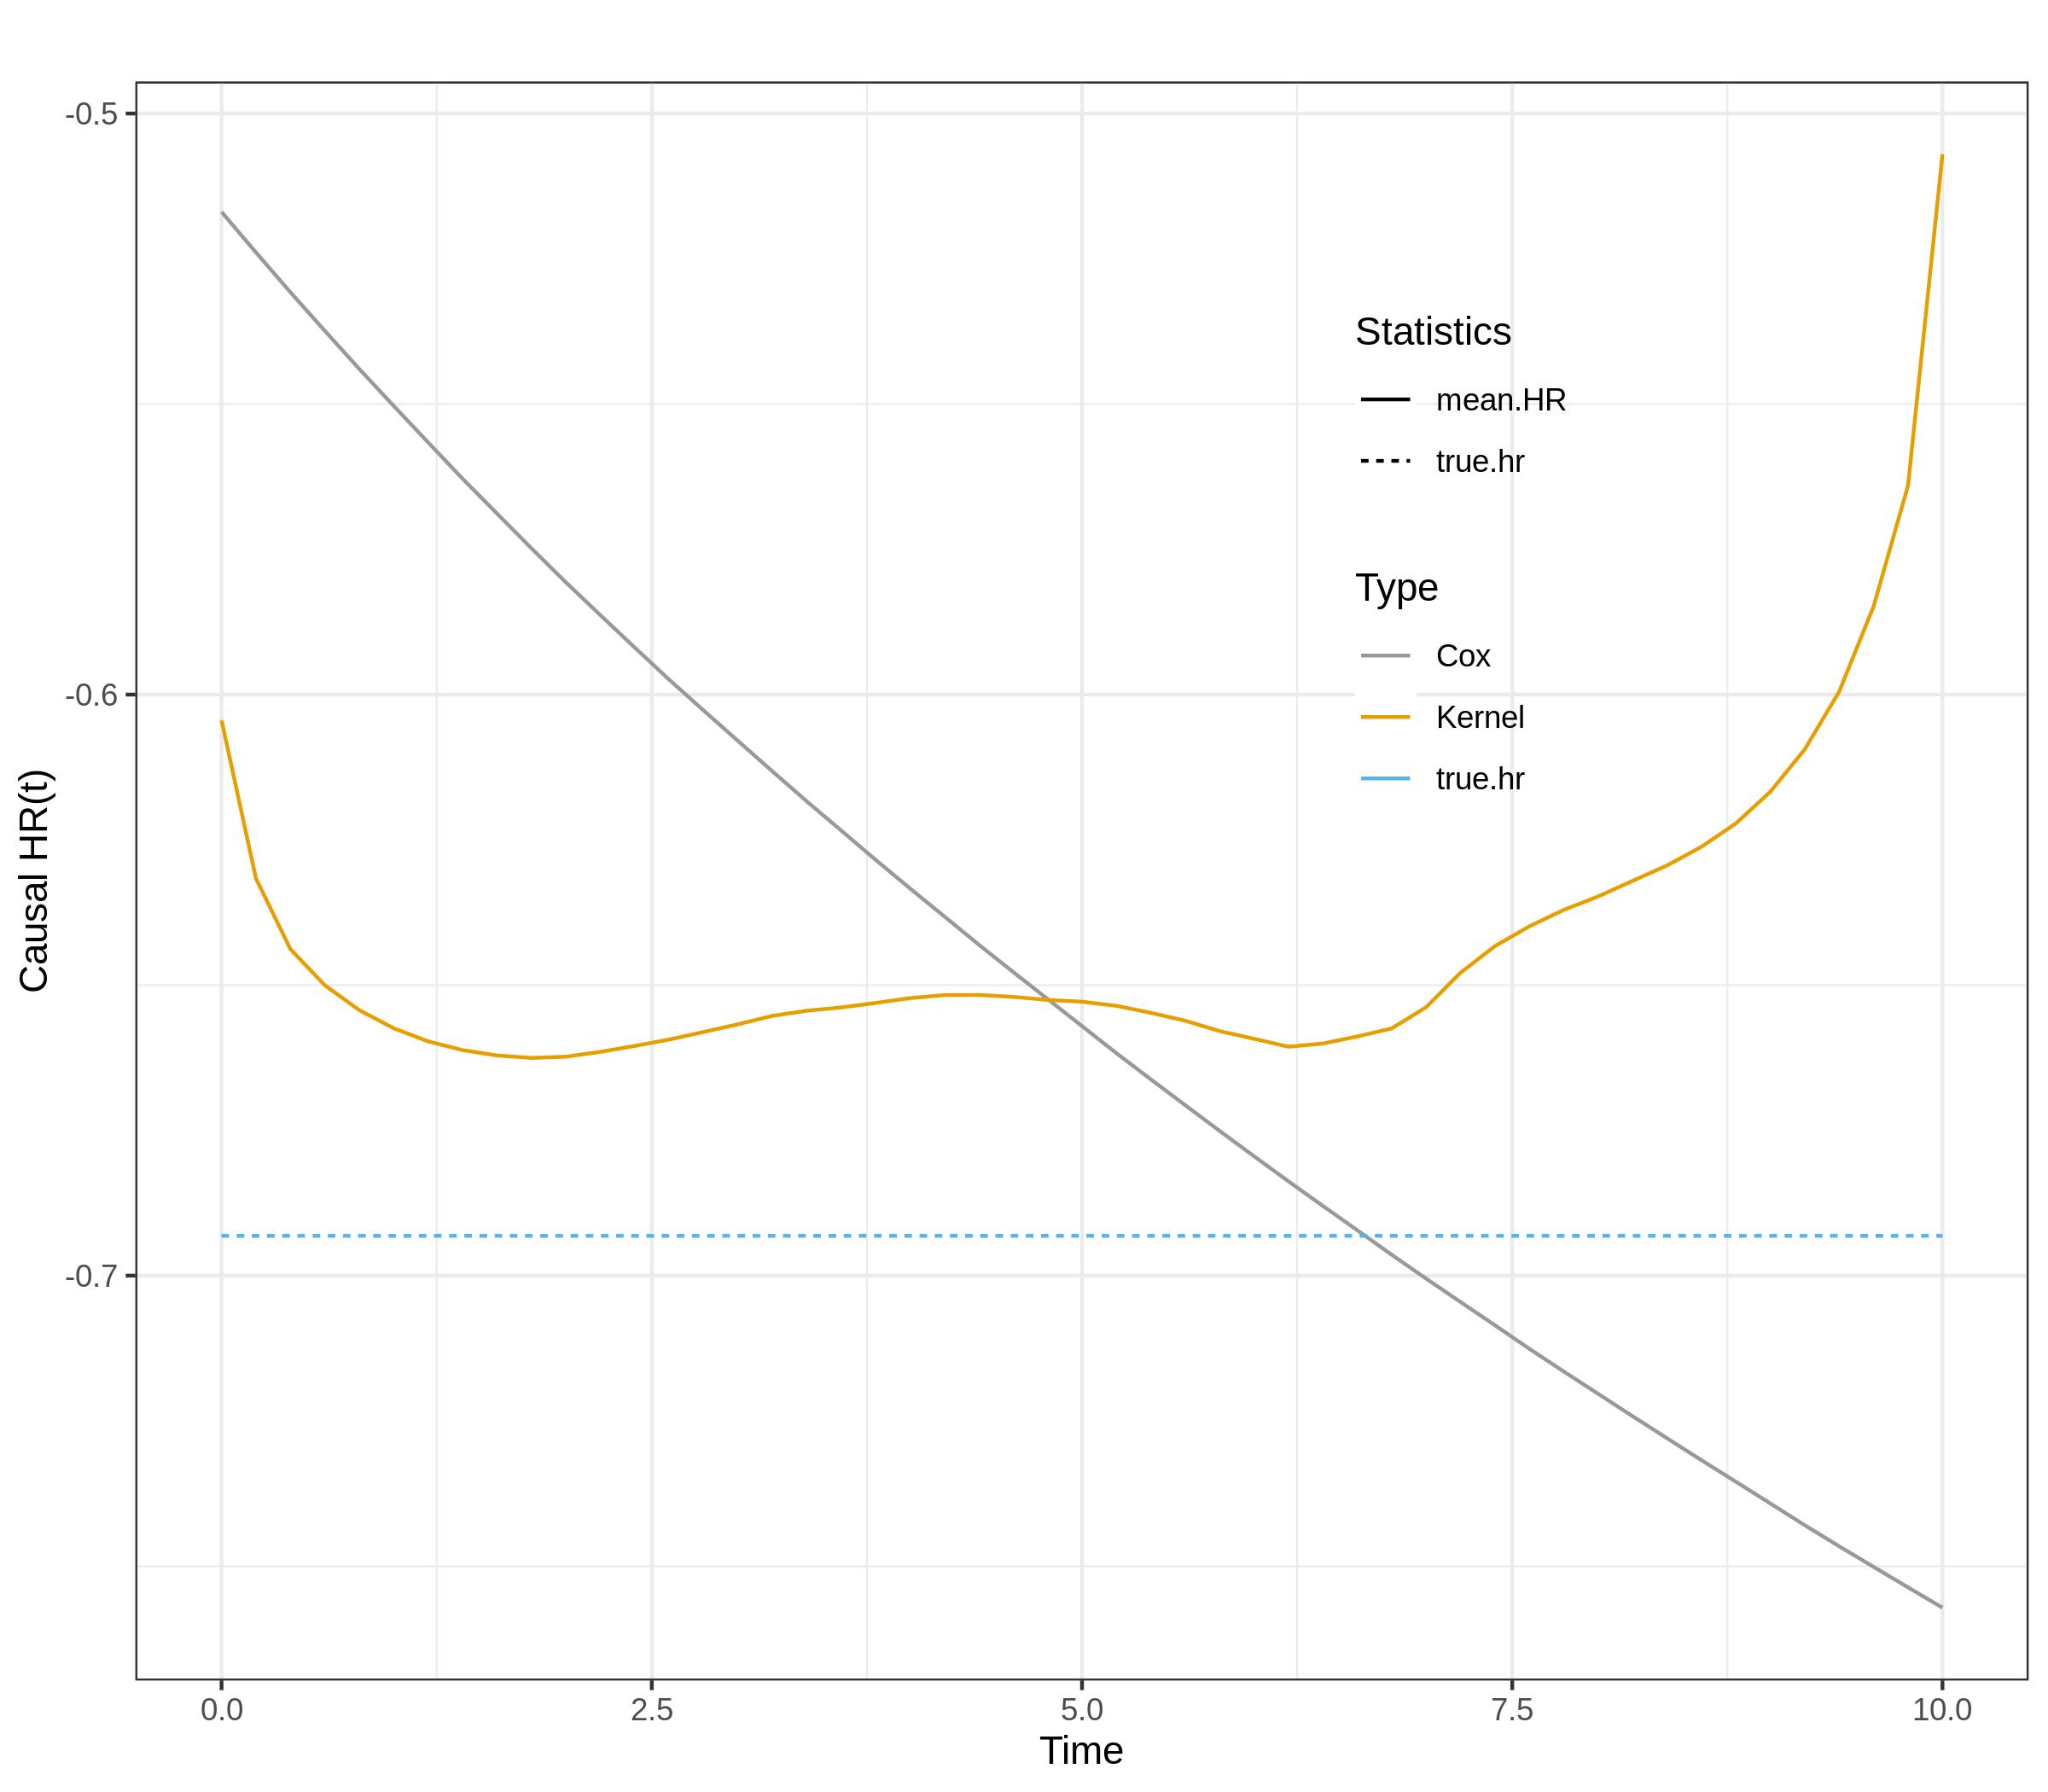 -0.5
-0.6
-0.7
Causal HR(t)
Statistics
mean.HR
true.hr
Type
Cox
Kernel
true.hr
0.0 2.5 5.0 7.5 10.0
Time